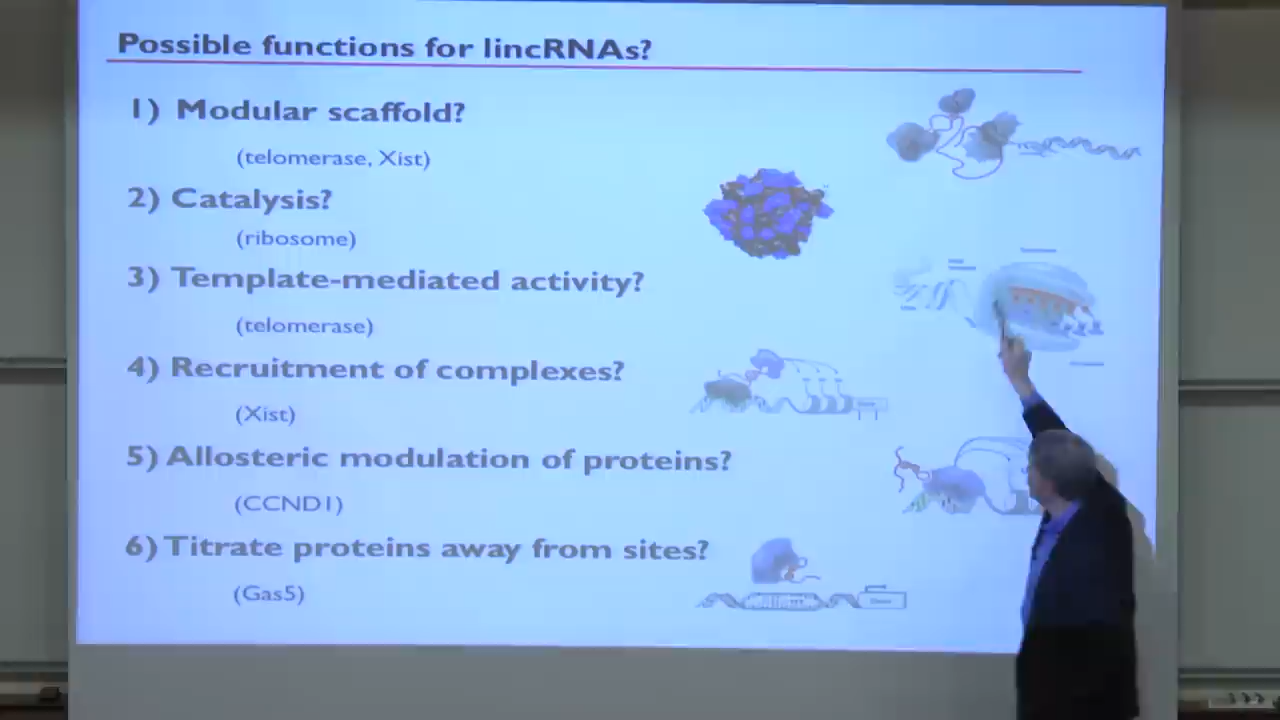 Possible functions for lincRNAs?
1) Modular scaffold?
(telomerase, Xist)
2) Catalysis?
(ribosome)
3) Template-mediated activity?
(telomerase)
4) Recruitment of complexes?
(Xist)
5) Allosteric modulation of proteins?
(CCND1)
6) Titrate proteins away from sites?
(Gas5)